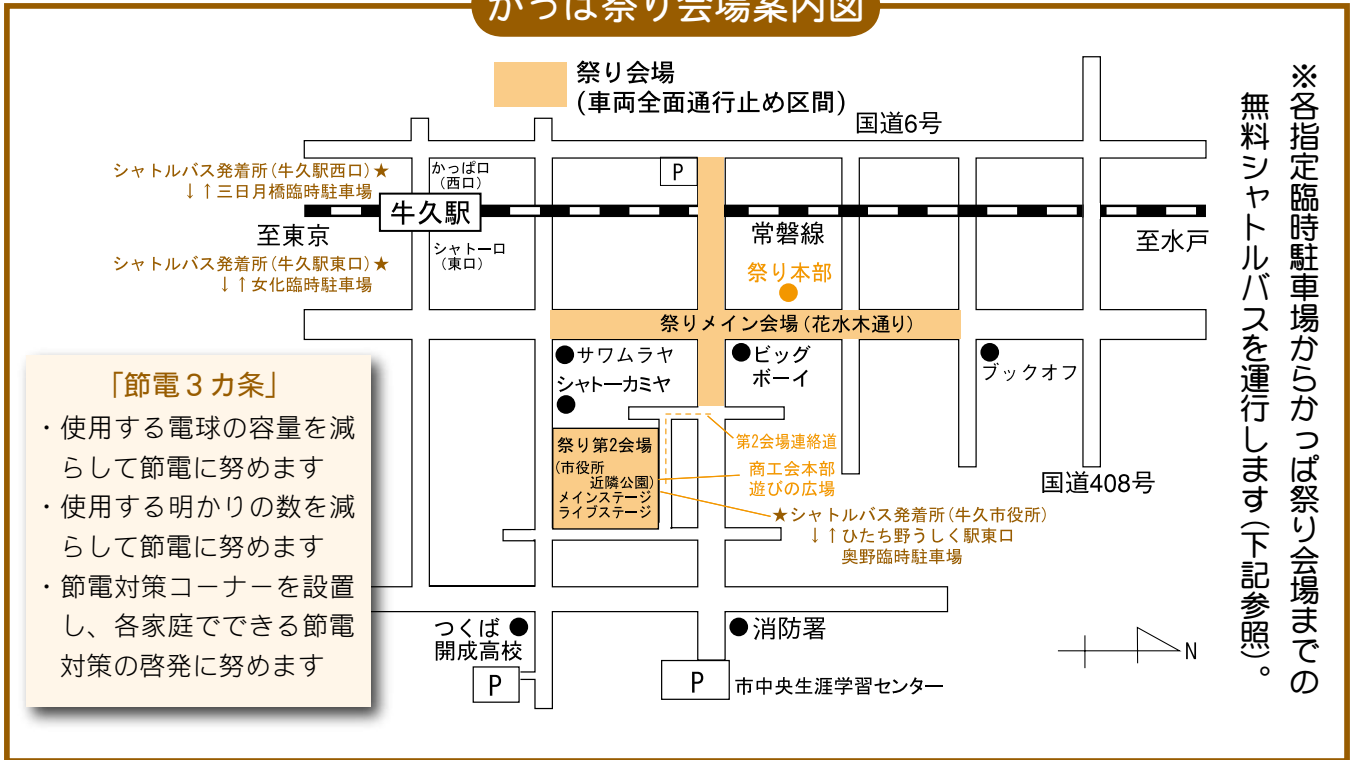 かっぱ祭り会場案内図
祭り会場
(車両全面通行止め区間)
国道6号
シャトルバス発着所(牛久駅西口)★
↓↑三日月橋臨時駐車場
かっぱ口
(西口)
P
牛久駅
至東京
常磐線
至水戸
シャトー口
(東口)
シャトルバス発着所(牛久駅東口)★
↓↑女化臨時駐車場
祭り本部
祭りメイン会場(花水木通り)
●サワムラヤ
シャトーカミヤ
●ビッグ
ボーイ
ブックオフ
祭り第2会場
(市役所
近隣公園)
メインステージ
ライブステージ
第2会場連絡道
商工会本部
遊びの広場
国道408号
★シャトルバス発着所(牛久市役所)
↓↑ひたち野うしく駅東口
奥野臨時駐車場
つくば●
開成高校
P
●消防署
P
市中央生涯学習センター
N
「節電3カ条」
・使用する電球の容量を減
らして節電に努めます
・使用する明かりの数を減
らして節電に努めます
・節電対策コーナーを設置
し、各家庭でできる節電
対策の啓発に努めます
※各指定臨時駐車場からかっぱ祭り会場までの
無料シャトルバスを運行します(下記参照)。